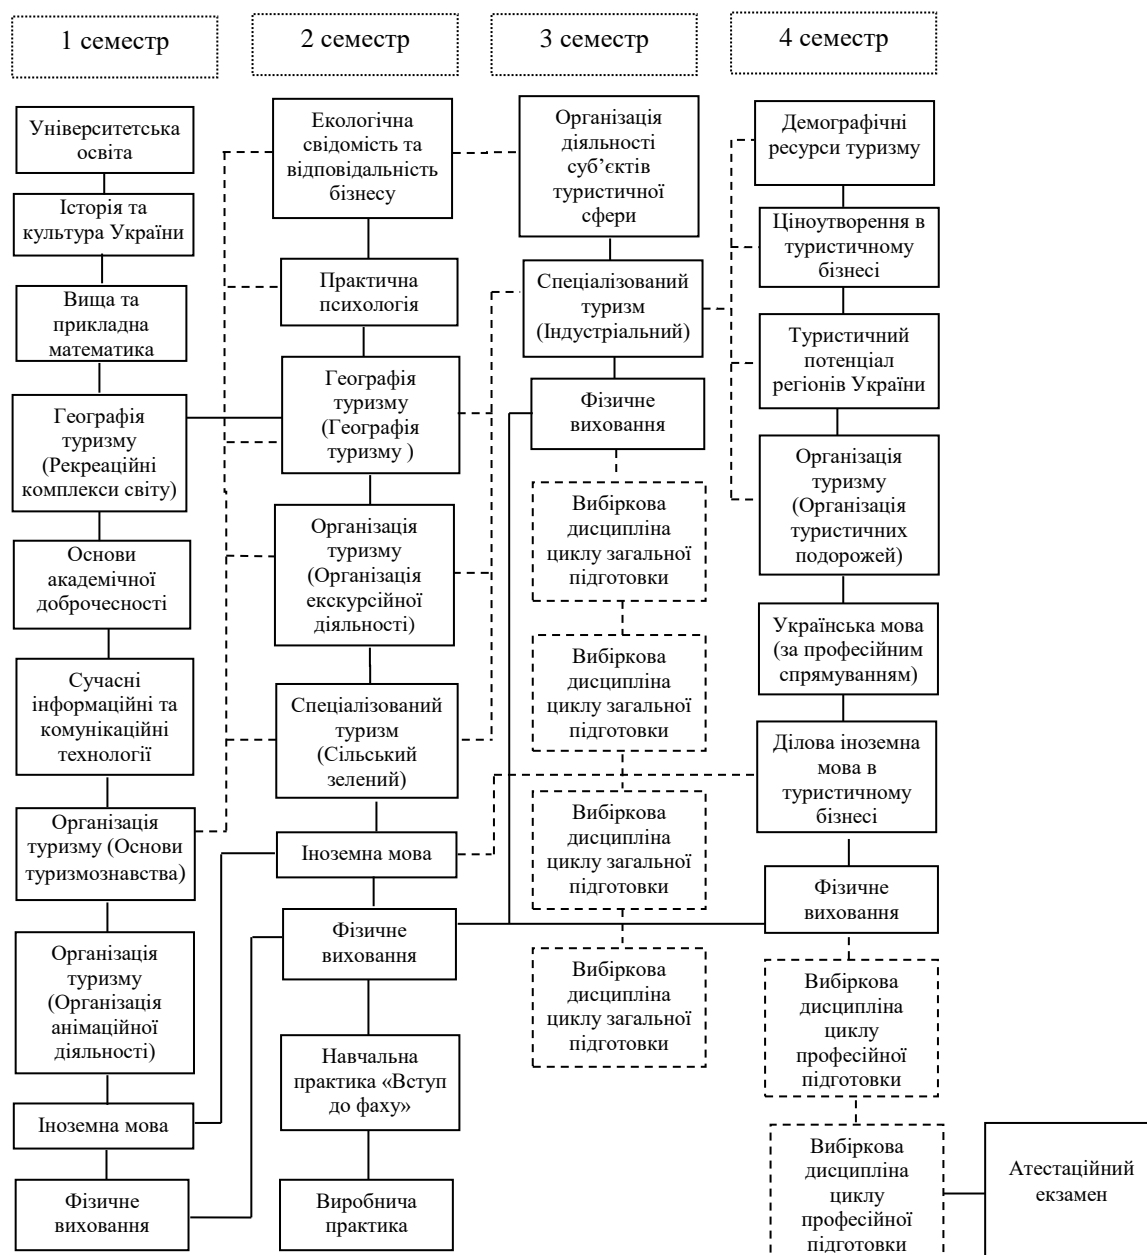 1 семестр
2 семестр
3 семестр
4 семестр
Університетська
освіта
Історія та
культура України
Вища та
прикладна
математика
Географія
туризму
(Рекреаційні
комплекси світу)
Основи
академічної
доброчесності
Сучасні
інформаційні та
комунікаційні
технології
Організація
туризму (Основи
туризмознавства)
Організація
туризму
(Організація
анімаційної
діяльності)
Іноземна мова
Фізичне
виховання
Екологічна
свідомість та
відповідальність
бізнесу
Практична
психологія
Географія
туризму
(Географія
туризму )
Організація
туризму
(Організація
екскурсійної
діяльності)
Спеціалізований
туризм
(Сільський
зелений)
Іноземна мова
Фізичне
виховання
Навчальна
практика «Вступ
до фаху»
Виробнича
практика
Організація
діяльності
суб’єктів
туристичної
сфери
Спеціалізований
туризм
(Індустріальний)
Фізичне
виховання
Вибіркова
дисципліна
циклу загальної
підготовки
Вибіркова
дисципліна
циклу загальної
підготовки
Вибіркова
дисципліна
циклу загальної
підготовки
Вибіркова
дисципліна
циклу загальної
підготовки
Демографічні
ресурси туризму
Ціноутворення в
туристичному
бізнесі
Туристичний
потенціал
регіонів України
Організація
туризму
(Організація
туристичних
подорожей)
Українська мова
(за професійним
спрямуванням)
Ділова іноземна
мова в
туристичному
бізнесі
Фізичне
виховання
Вибіркова
дисципліна
циклу
професійної
підготовки
Вибіркова
дисципліна
циклу
професійної
підготовки
Атестаційний
екзамен